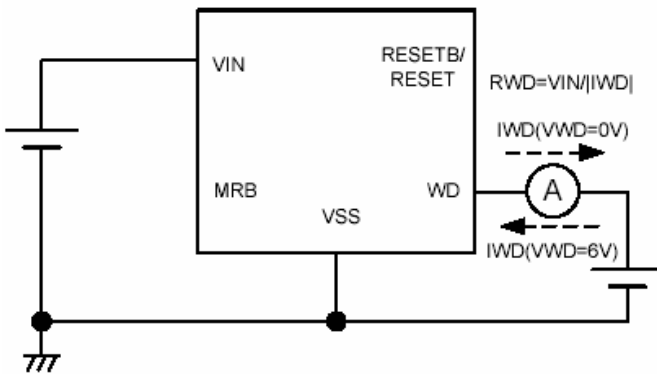 VIN
RESETB/
RESET
RWD=VIN/|IWD|
IWD(VWD=0V)
A
MRB
WD
VSS
IWD(VWD=6V)